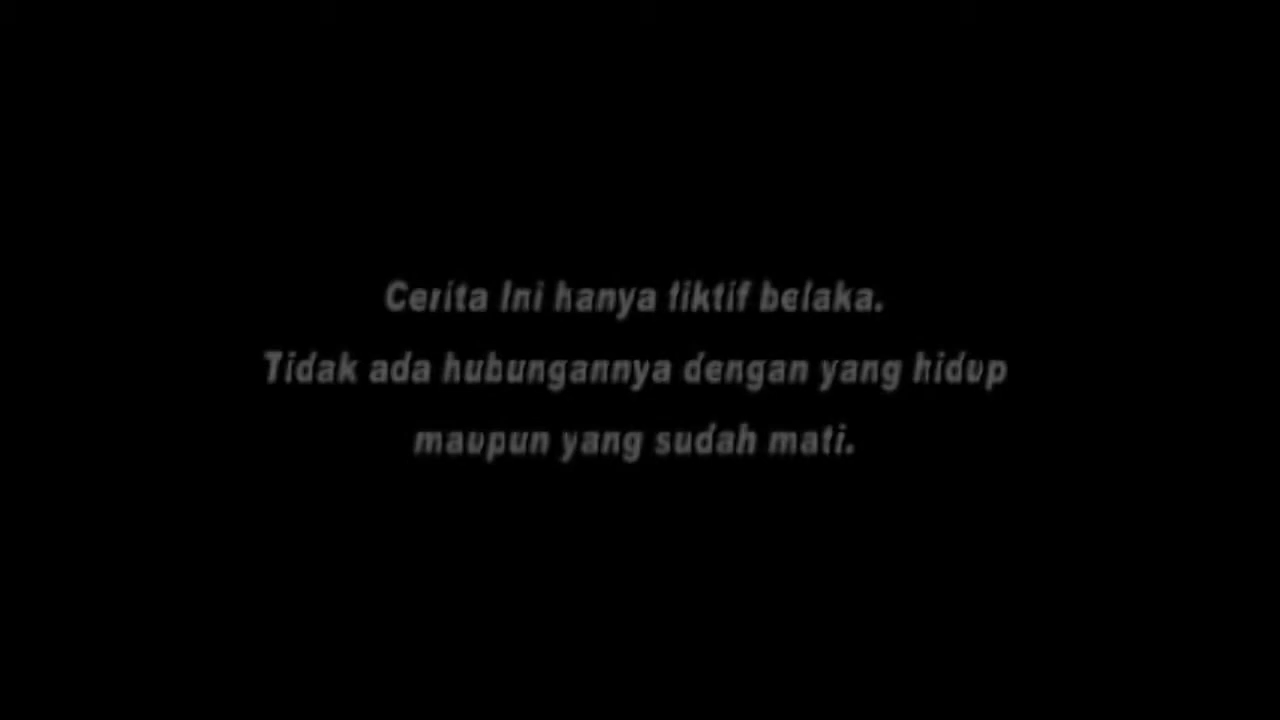 Cerita Ini hanya fiktif belaka.
Tidak ada hubungannya dengan yang hidup
maupun yang sudah mati.